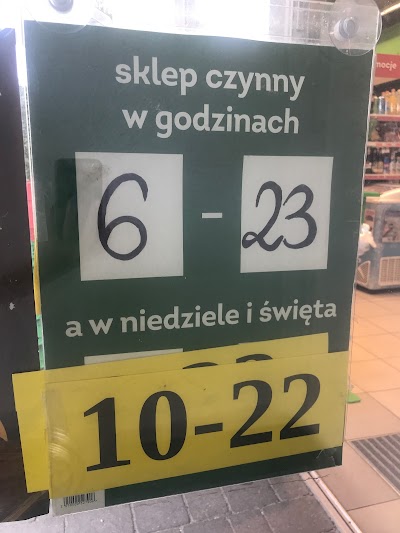 sklep czynny
w godzinach
6 - 23
a w niedziele i święta
10-22